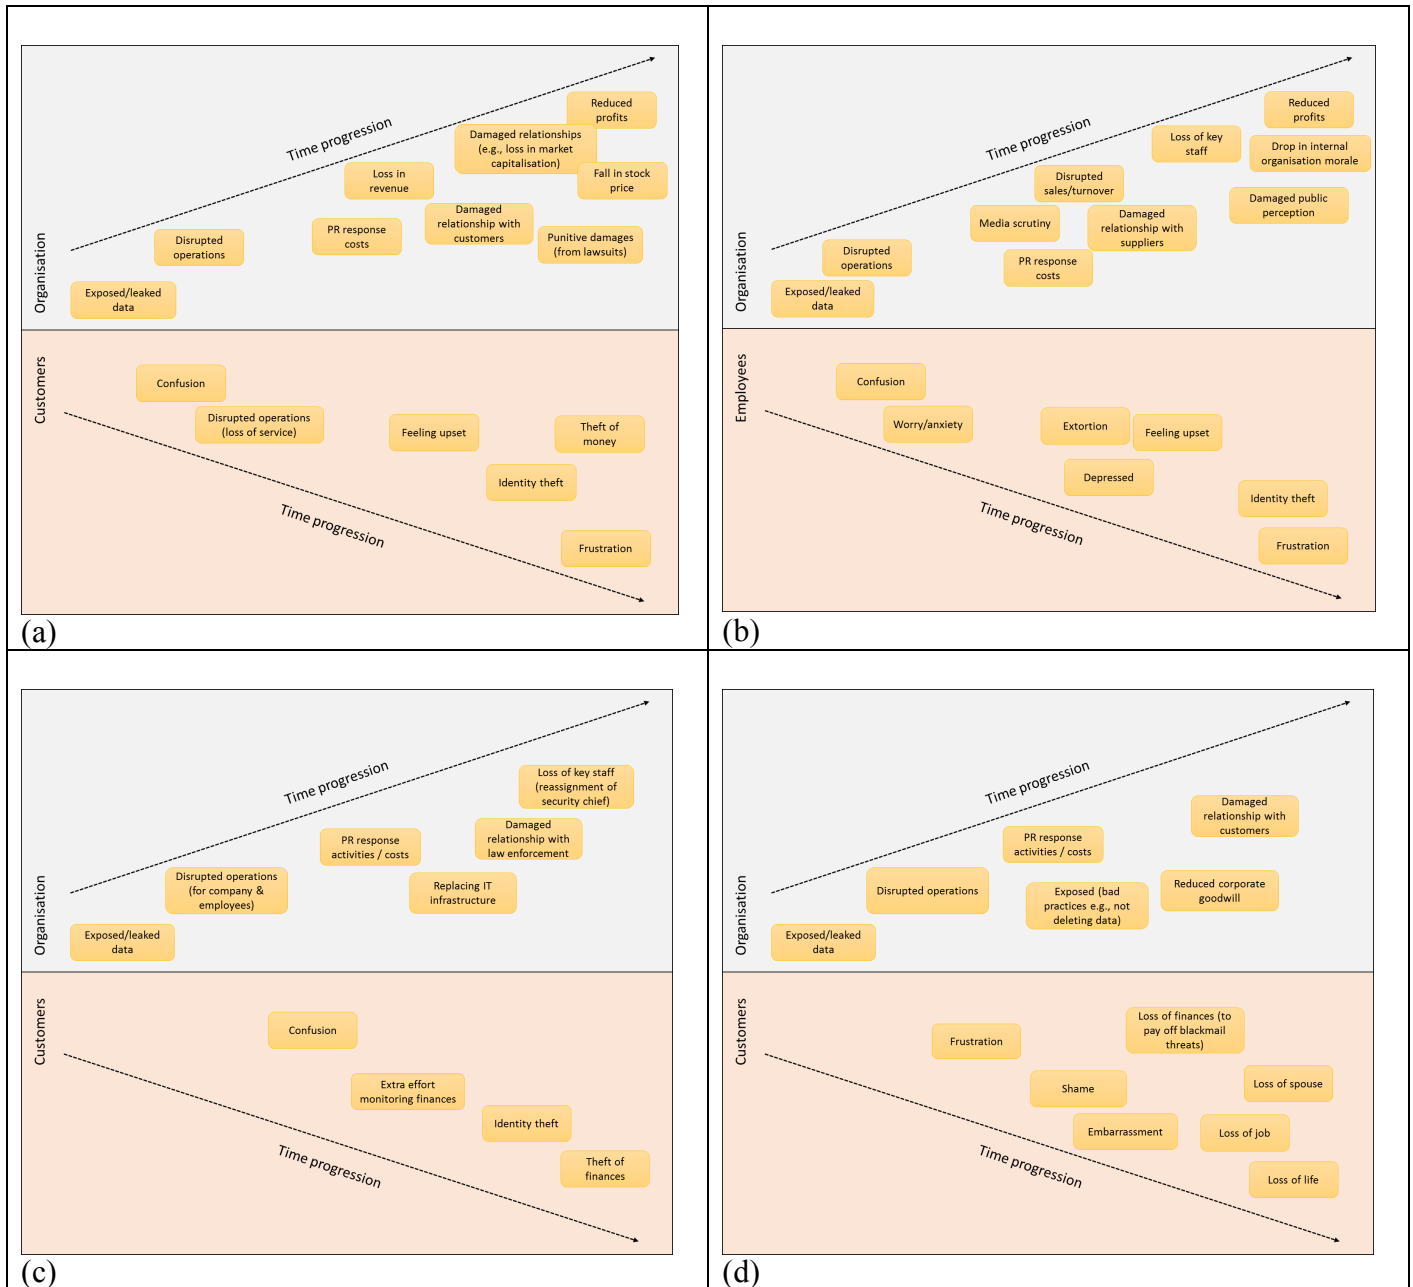 Organisation
Time progression
Reduced
profits
Damaged relationships
(e.g., loss in market
capitalisation)
Fall in stock
price
Loss in
revenue
Damaged
relationship with
customers
Punitive damages
(from lawsuits)
PR response
costs
Disrupted
operations
Exposed/leaked
data
Customers
Confusion
Disrupted operations
(loss of service)
Feeling upset
Theft of
money
Identity theft
Frustration
Time progression
(a)
Organisation
Time progression
Reduced
profits
Loss of key
staff
Drop in internal
organisation morale
Disrupted
sales/turnover
Damaged public
perception
Media scrutiny
Damaged
relationship with
suppliers
PR response
costs
Disrupted
operations
Exposed/leaked
data
Employees
Confusion
Worry/anxiety
Extortion
Feeling upset
Depressed
Identity theft
Frustration
Time progression
(b)
Organisation
Time progression
Loss of key staff
(reassignment of
security chief)
PR response
activities / costs
Damaged
relationship with
law enforcement
Disrupted operations
(for company &
employees)
Replacing IT
infrastructure
Exposed/leaked
data
Customers
Confusion
Extra effort
monitoring finances
Identity theft
Theft of
finances
Time progression
(c)
Organisation
Time progression
Damaged
relationship with
customers
PR response
activities / costs
Disrupted operations
Exposed (bad
practices e.g., not
deleting data)
Reduced corporate
goodwill
Exposed/leaked
data
Customers
Frustration
Loss of finances (to
pay off blackmail
threats)
Shame
Loss of spouse
Embarrassment
Loss of job
Loss of life
Time progression
(d)